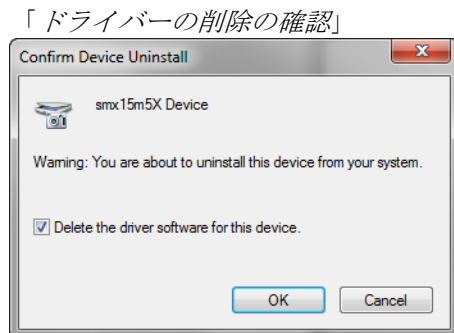 「ドライバーの削除の確認」
Confirm Device Uninstall
smx15m5X Device
Warning: You are about to uninstall this device from your system.
Delete the driver software for this device.
OK
Cancel